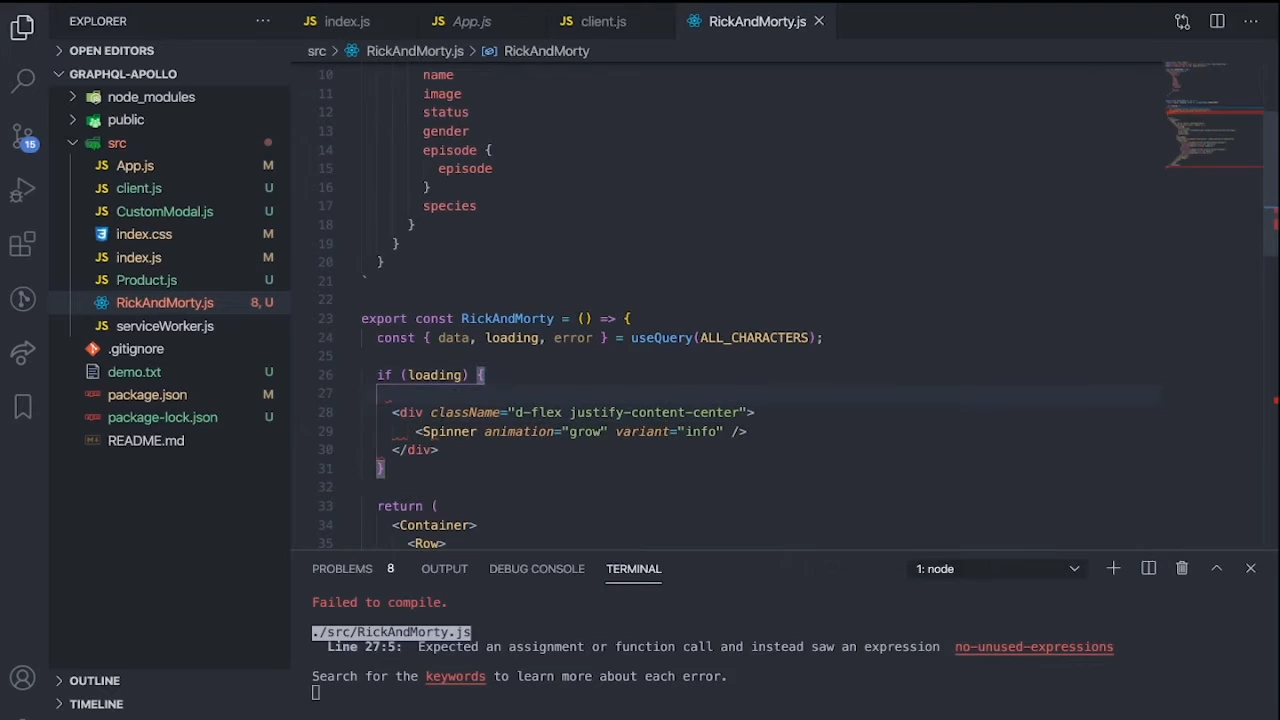 EXPLORER
index.js
App.js
client.js
RickAndMorty.js
OPEN EDITORS
src
RickAndMorty.js
RickAndMorty
GRAPHQL-APOLLO
node_modules
public
src
App.js M
client.js U
CustomModal.js U
index.css M
index.js M
Product.js U
RickAndMorty.js 8, U
serviceWorker.js
.gitignore
demo.txt U
package.json M
package-lock.json U
README.md
15
OUTLINE
TIMELINE
10 name
11 image
12 status
13 gender
14 episode {
15 episode
16 }
17 species
18 }
19 }
20 }
21 `
22
23 export const RickAndMorty = () => {
24 const { data, loading, error } = useQuery(ALL_CHARACTERS);
25
26 if (loading) {
27
28 <div className="d-flex justify-content-center">
29 <Spinner animation="grow" variant="info" />
30 </div>
31 }
32
33 return (
34 <Container>
35 <Row>
PROBLEMS 8 OUTPUT DEBUG CONSOLE TERMINAL 1: node
Failed to compile.
./src/RickAndMorty.js
Line 27:5: Expected an assignment or function call and instead saw an expression no-unused-expressions
Search for the keywords to learn more about each error.